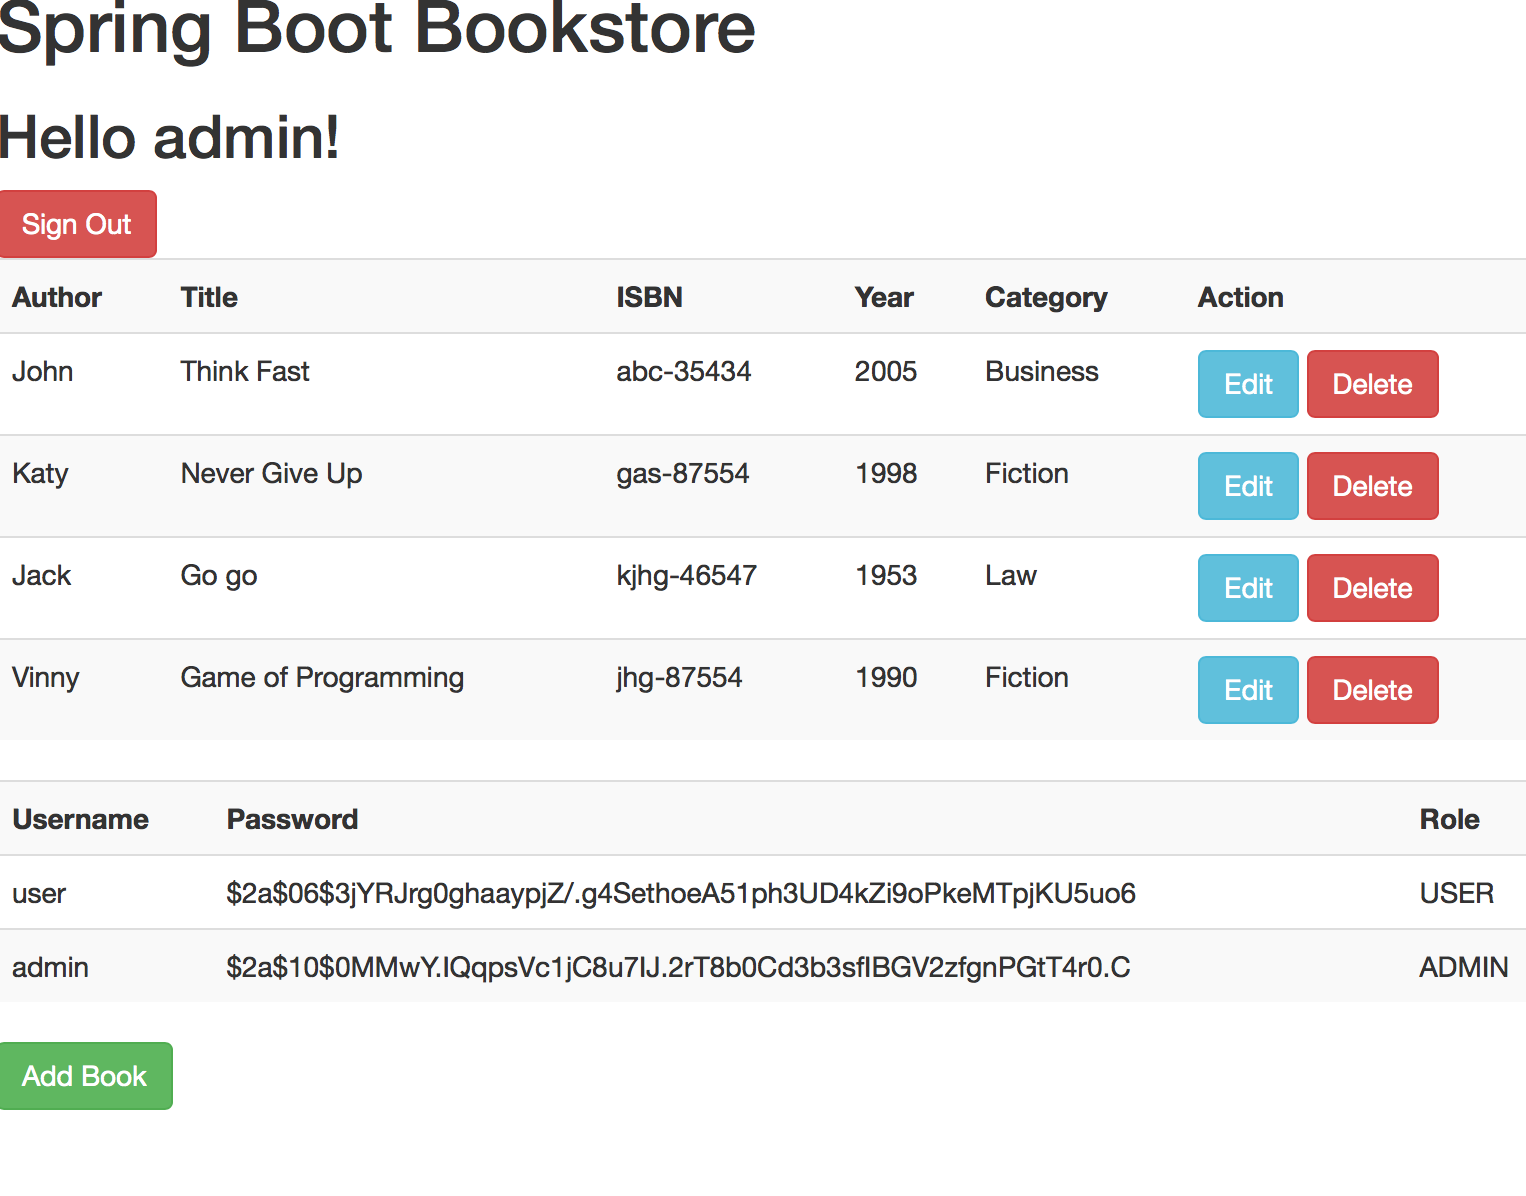 Spring Boot Bookstore
Hello admin!
Sign Out
Author Title ISBN Year Category Action
John Think Fast abc-35434 2005 Business Edit Delete
Katy Never Give Up gas-87554 1998 Fiction Edit Delete
Jack Go go kjhg-46547 1953 Law Edit Delete
Vinny Game of Programming jhg-87554 1990 Fiction Edit Delete
Username Password Role
user $2a$06$3jYRJrg0ghaaypjZ/.g4SethoeA51ph3UD4kZi9oPkeMTpjKU5uo6 USER
admin $2a$10$0MMwY.IQqpsVc1jC8u7IJ.2rT8b0Cd3b3sfIBGV2zfgnPGtT4r0.C ADMIN
Add Book